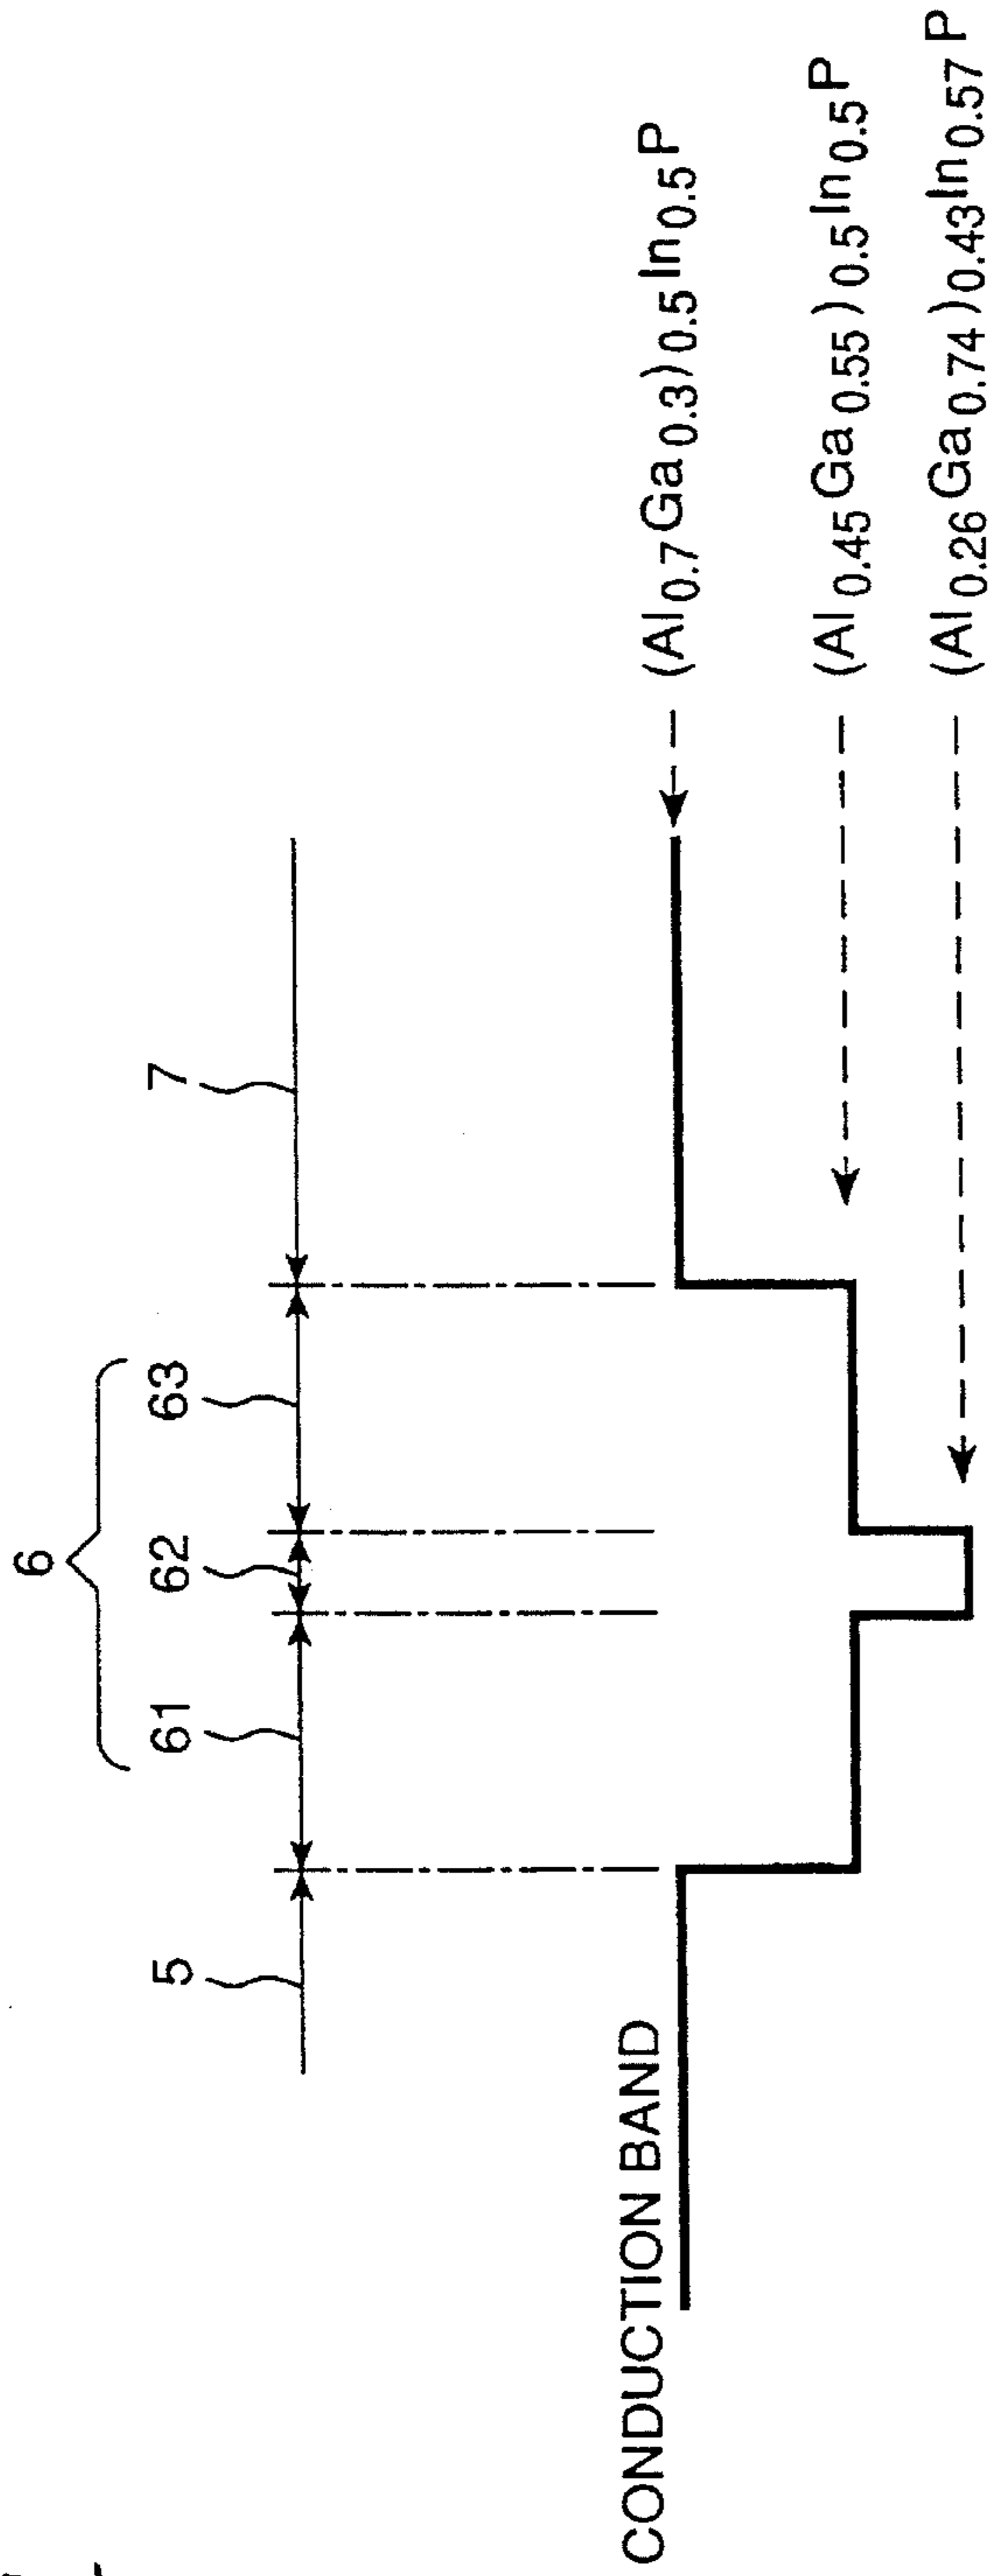 6
5 61 62 63 7
CONDUCTION BAND
(Al0.7Ga0.3)0.5In0.5P
(Al0.45Ga0.55)0.5In0.5P
(Al0.26Ga0.74)0.43In0.57P